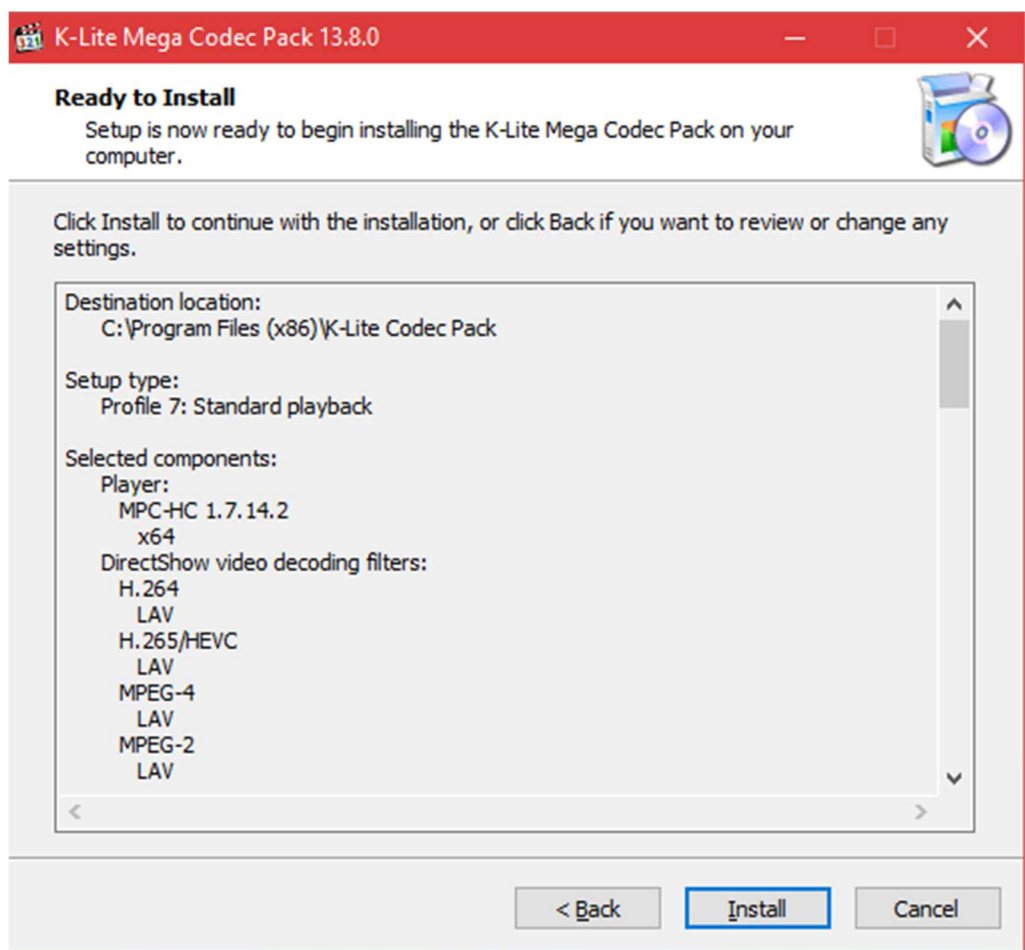 K-Lite Mega Codec Pack 13.8.0
Ready to Install
Setup is now ready to begin installing the K-Lite Mega Codec Pack on your
computer.
Click Install to continue with the installation, or click Back if you want to review or change any
settings.
Destination location:
C:\Program Files (x86)\K-Lite Codec Pack
Setup type:
Profile 7: Standard playback
Selected components:
Player:
MPC-HC 1.7.14.2
x64
DirectShow video decoding filters:
H.264
LAV
H.265/HEVC
LAV
MPEG-4
LAV
MPEG-2
LAV
< Back Install Cancel